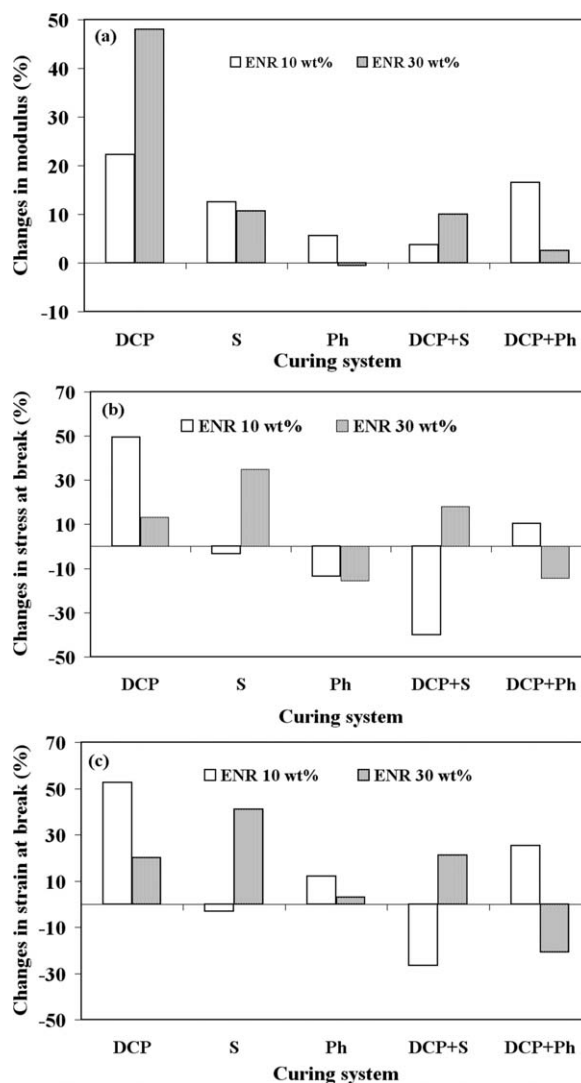 (a)
ENR 10 wt% ENR 30 wt%
Changes in modulus (%)
50
40
30
20
10
0
-10
DCP S Ph DCP+S DCP+Ph
Curing system
(b)
ENR 10 wt% ENR 30 wt%
Changes in stress at break (%)
70
50
30
10
-10
-30
-50
DCP S Ph DCP+S DCP+Ph
Curing system
(c)
ENR 10 wt% ENR 30 wt%
Changes in strain at break (%)
70
50
30
10
-10
-30
-50
DCP S Ph DCP+S DCP+Ph
Curing system